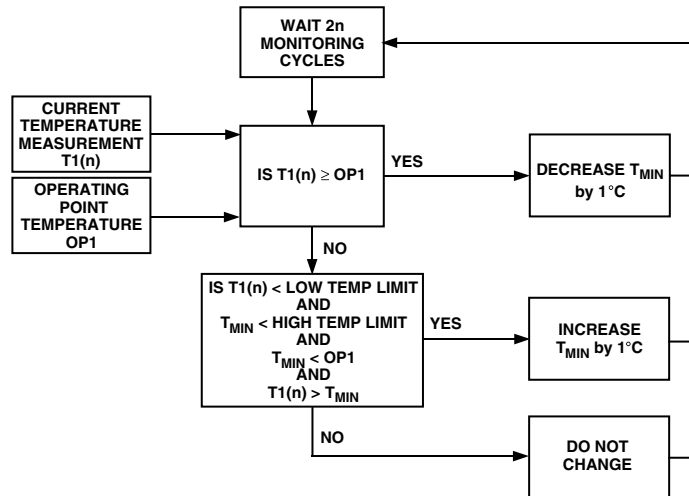 WAIT 2n
MONITORING
CYCLES
CURRENT
TEMPERATURE
MEASUREMENT
T1(n)
OPERATING
POINT
TEMPERATURE
OP1
IS T1(n) ≥ OP1
YES
DECREASE TMIN
by 1°C
NO
IS T1(n) < LOW TEMP LIMIT
AND
TMIN < HIGH TEMP LIMIT
AND
TMIN < OP1
AND
T1(n) > TMIN
YES
INCREASE
TMIN by 1°C
NO
DO NOT
CHANGE